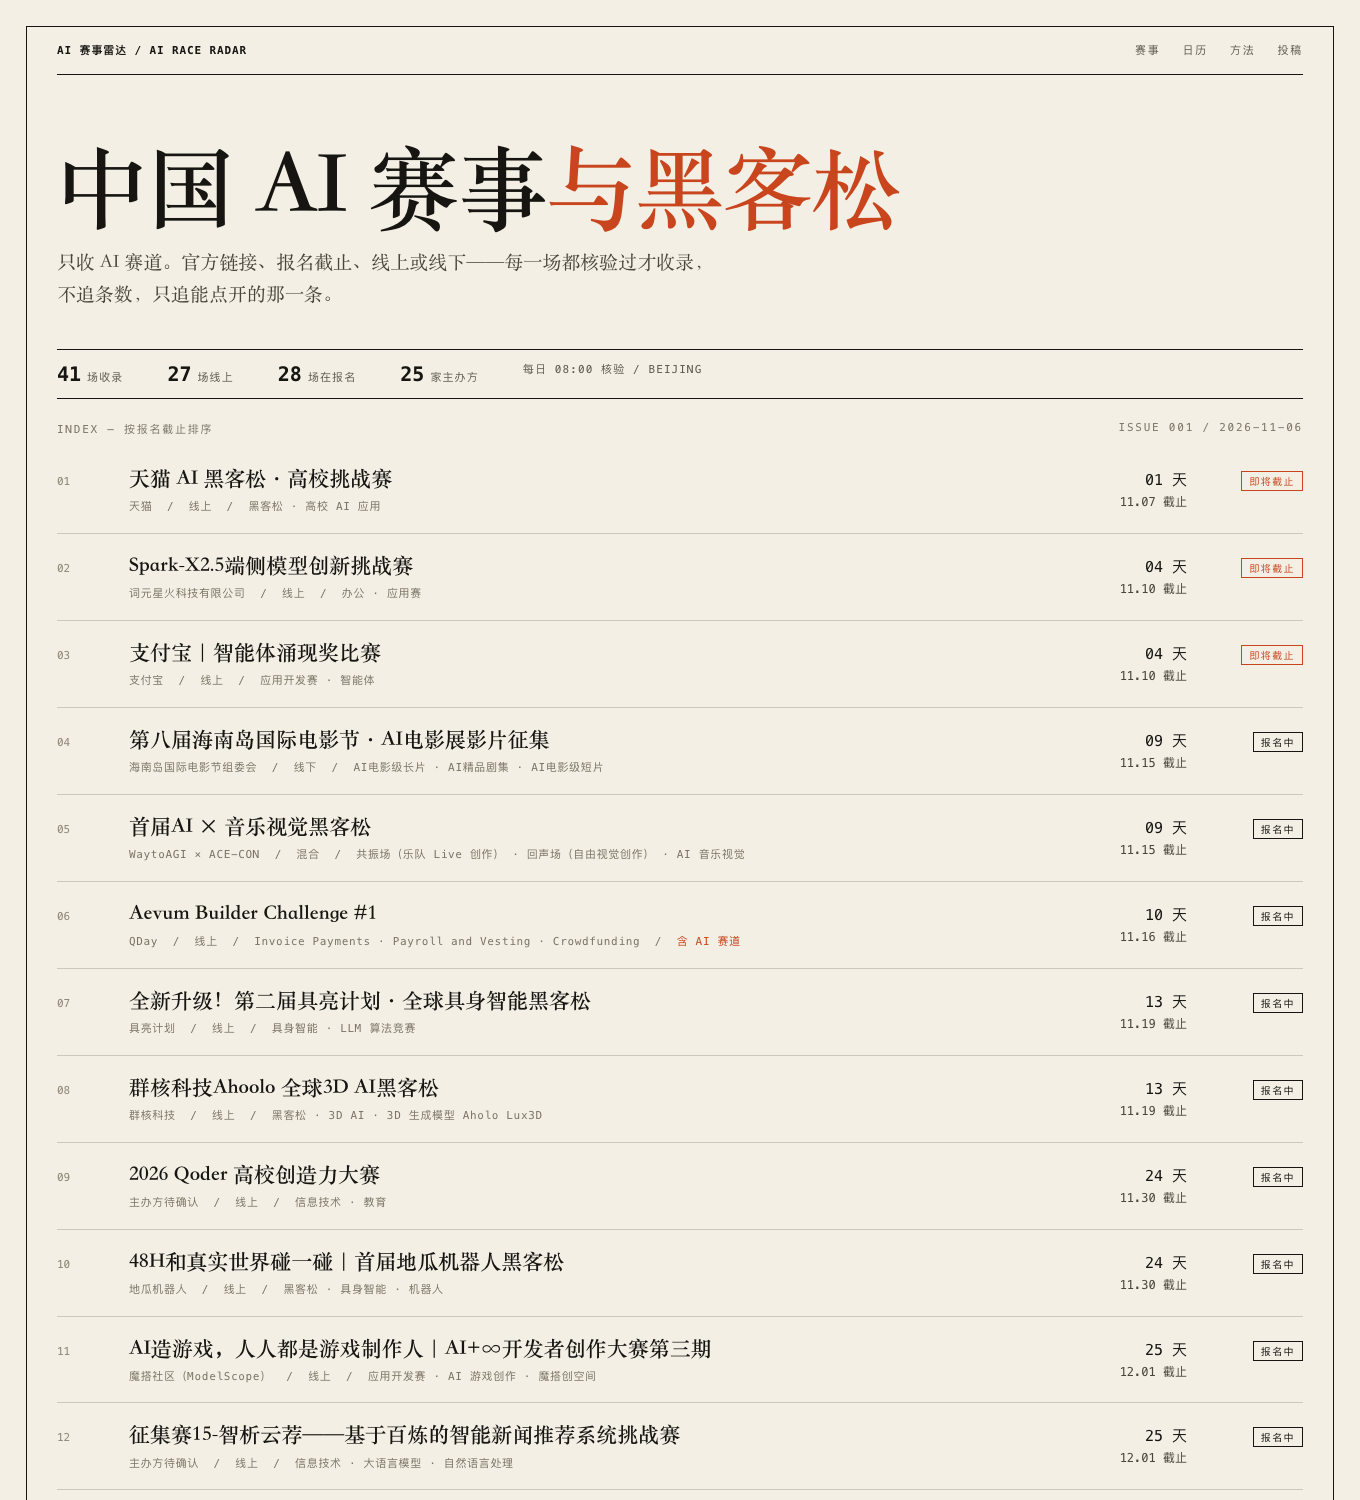 AI 赛事雷达 / AI RACE RADAR
赛事 日历 方法 投稿
中国 AI 赛事与黑客松
只收 AI 赛道。官方链接、报名截止、线上或线下——每一场都核验过才收录，
不追条数，只追能点开的那一条。
41 场收录 27 场线上 28 场在报名 25 家主办方 每日 08:00 核验 / BEIJING
INDEX — 按报名截止排序 ISSUE 001 / 2026-11-06
01 天猫 AI 黑客松 · 高校挑战赛 01 天 即将截止
天猫 / 线上 / 黑客松 · 高校 AI 应用 11.07 截止
02 Spark-X2.5端侧模型创新挑战赛 04 天 即将截止
词元星火科技有限公司 / 线上 / 办公 · 应用赛 11.10 截止
03 支付宝｜智能体涌现奖比赛 04 天 即将截止
支付宝 / 线上 / 应用开发赛 · 智能体 11.10 截止
04 第八届海南岛国际电影节 · AI电影展影片征集 09 天 报名中
海南岛国际电影节组委会 / 线下 / AI电影级长片 · AI精品剧集 · AI电影级短片 11.15 截止
05 首届AI × 音乐视觉黑客松 09 天 报名中
WaytoAGI × ACE-CON / 混合 / 共振场（乐队 Live 创作） · 回声场（自由视觉创作） · AI 音乐视觉 11.15 截止
06 Aevum Builder Challenge #1 10 天 报名中
QDay / 线上 / Invoice Payments · Payroll and Vesting · Crowdfunding / 含 AI 赛道 11.16 截止
07 全新升级！第二届具亮计划 · 全球具身智能黑客松 13 天 报名中
具亮计划 / 线上 / 具身智能 · LLM 算法竞赛 11.19 截止
08 群核科技Ahoolo 全球3D AI黑客松 13 天 报名中
群核科技 / 线上 / 黑客松 · 3D AI · 3D 生成模型 Aholo Lux3D 11.19 截止
09 2026 Qoder 高校创造力大赛 24 天 报名中
主办方待确认 / 线上 / 信息技术 · 教育 11.30 截止
10 48H和真实世界碰一碰｜首届地瓜机器人黑客松 24 天 报名中
地瓜机器人 / 线上 / 黑客松 · 具身智能 · 机器人 11.30 截止
11 AI造游戏，人人都是游戏制作人｜AI+∞开发者创作大赛第三期 25 天 报名中
魔搭社区（ModelScope） / 线上 / 应用开发赛 · AI 游戏创作 · 魔搭创空间 12.01 截止
12 征集赛15-智析云荐——基于百炼的智能新闻推荐系统挑战赛 25 天 报名中
主办方待确认 / 线上 / 信息技术 · 大语言模型 · 自然语言处理 12.01 截止